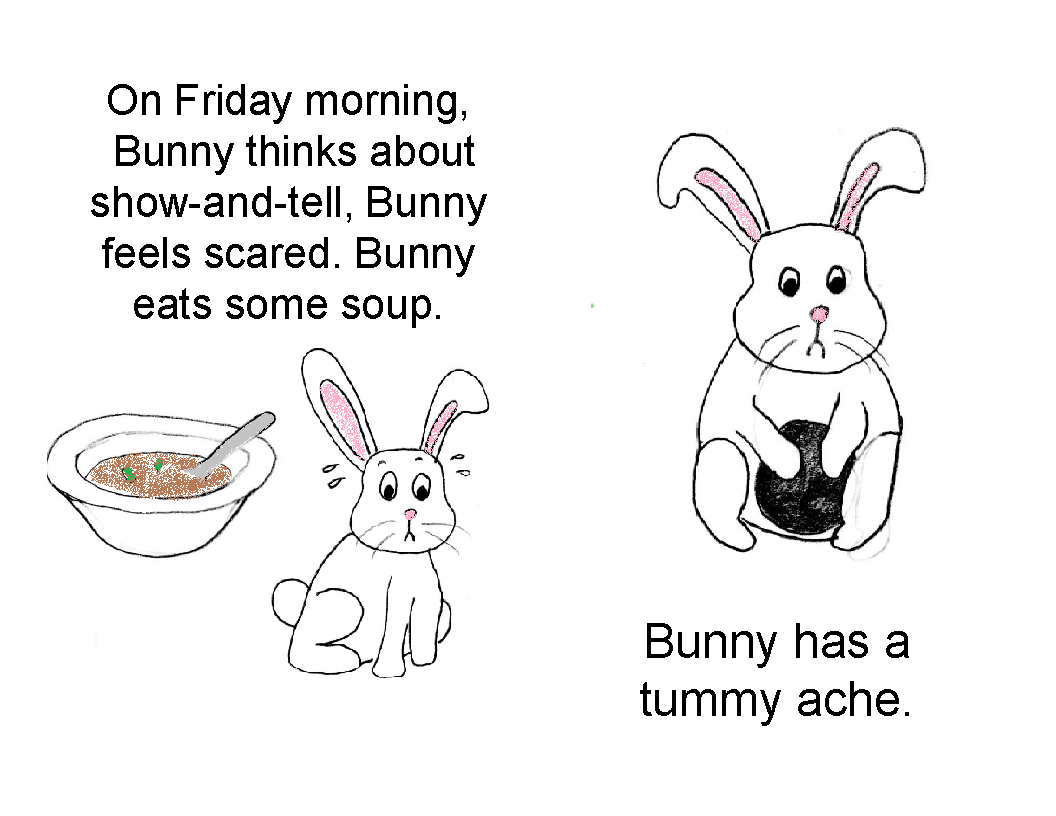 On Friday morning,
Bunny thinks about
show-and-tell, Bunny
feels scared. Bunny
eats some soup.
Bunny has a
tummy ache.